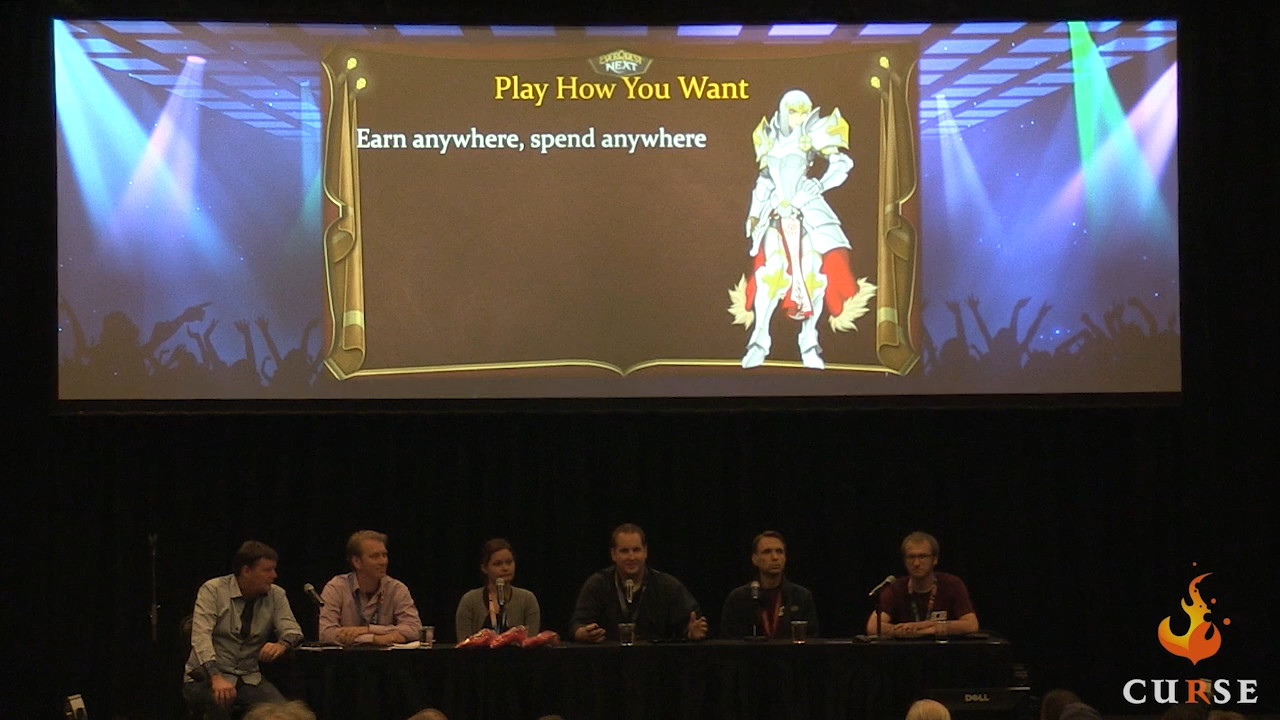 NEXT
Play How You Want
Earn anywhere, spend anywhere
DELL
CURSE